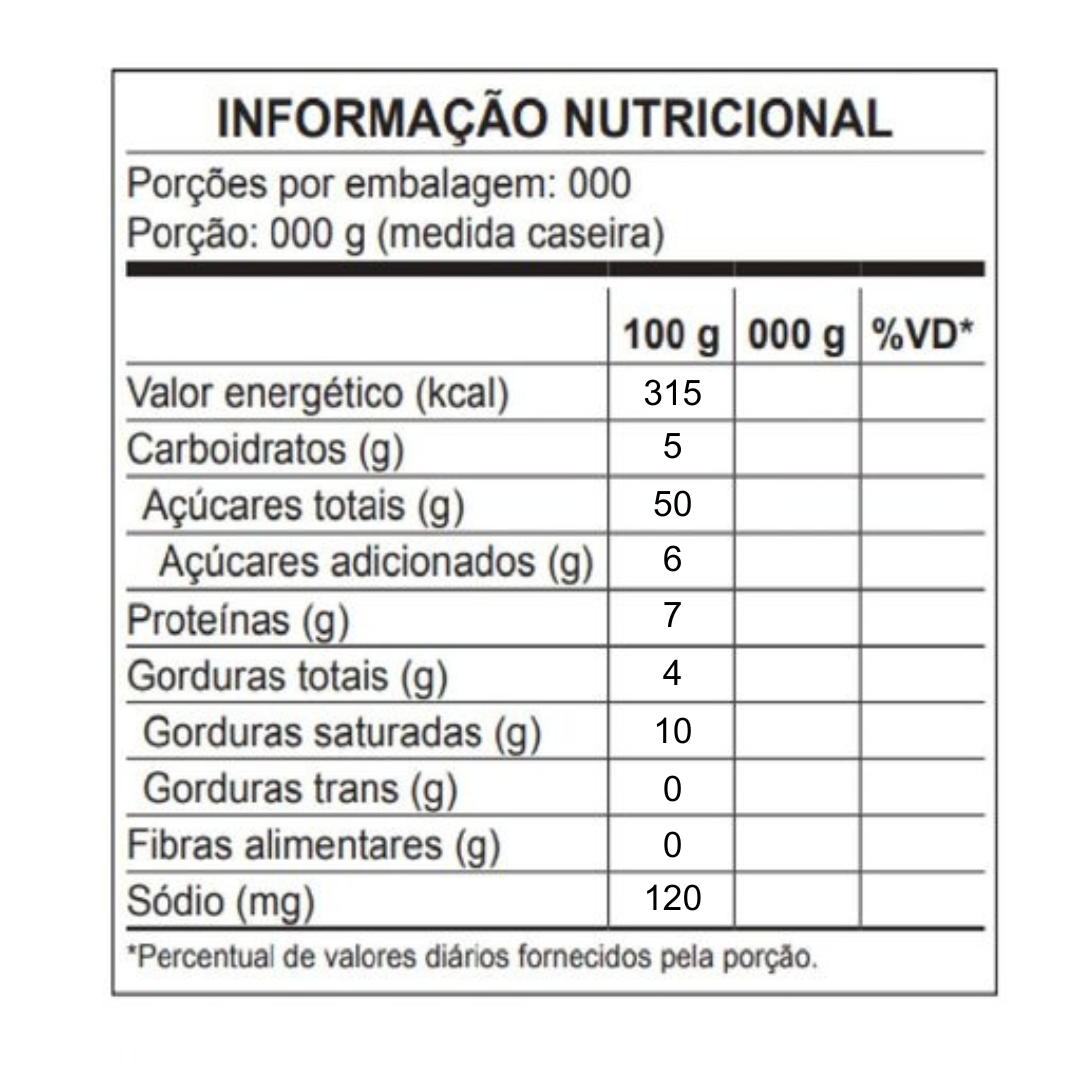 INFORMAÇÃO NUTRICIONAL
Porções por embalagem: 000
Porção: 000 g (medida caseira)
100 g 000 g %VD*
Valor energético (kcal) 315
Carboidratos (g) 5
Açúcares totais (g) 50
Açúcares adicionados (g) 6
Proteínas (g) 7
Gorduras totais (g) 4
Gorduras saturadas (g) 10
Gorduras trans (g) 0
Fibras alimentares (g) 0
Sódio (mg) 120
*Percentual de valores diários fornecidos pela porção.